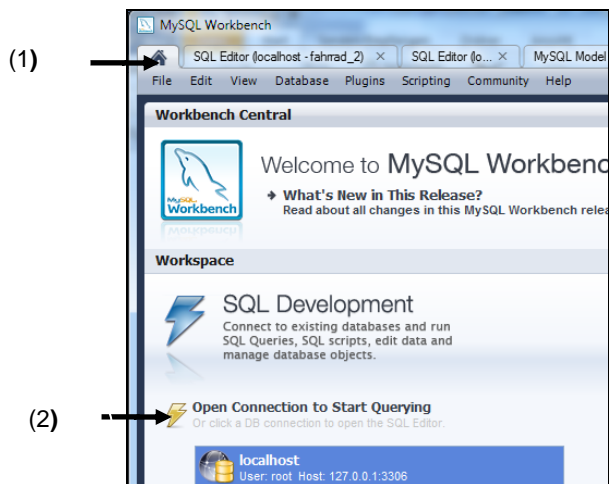 MySQL Workbench
(1)
SQL Editor (localhost - fahrrad_2) × SQL Editor (lo... × MySQL Model
File Edit View Database Plugins Scripting Community Help
Workbench Central
MySQL
Workbench
Welcome to MySQL Workbenc
What's New in This Release?
Read about all changes in this MySQL Workbench relea
Workspace
SQL Development
Connect to existing databases and run
SQL Queries, SQL scripts, edit data and
manage database objects.
(2)
Open Connection to Start Querying
Or click a DB connection to open the SQL Editor.
localhost
User: root Host: 127.0.0.1:3306